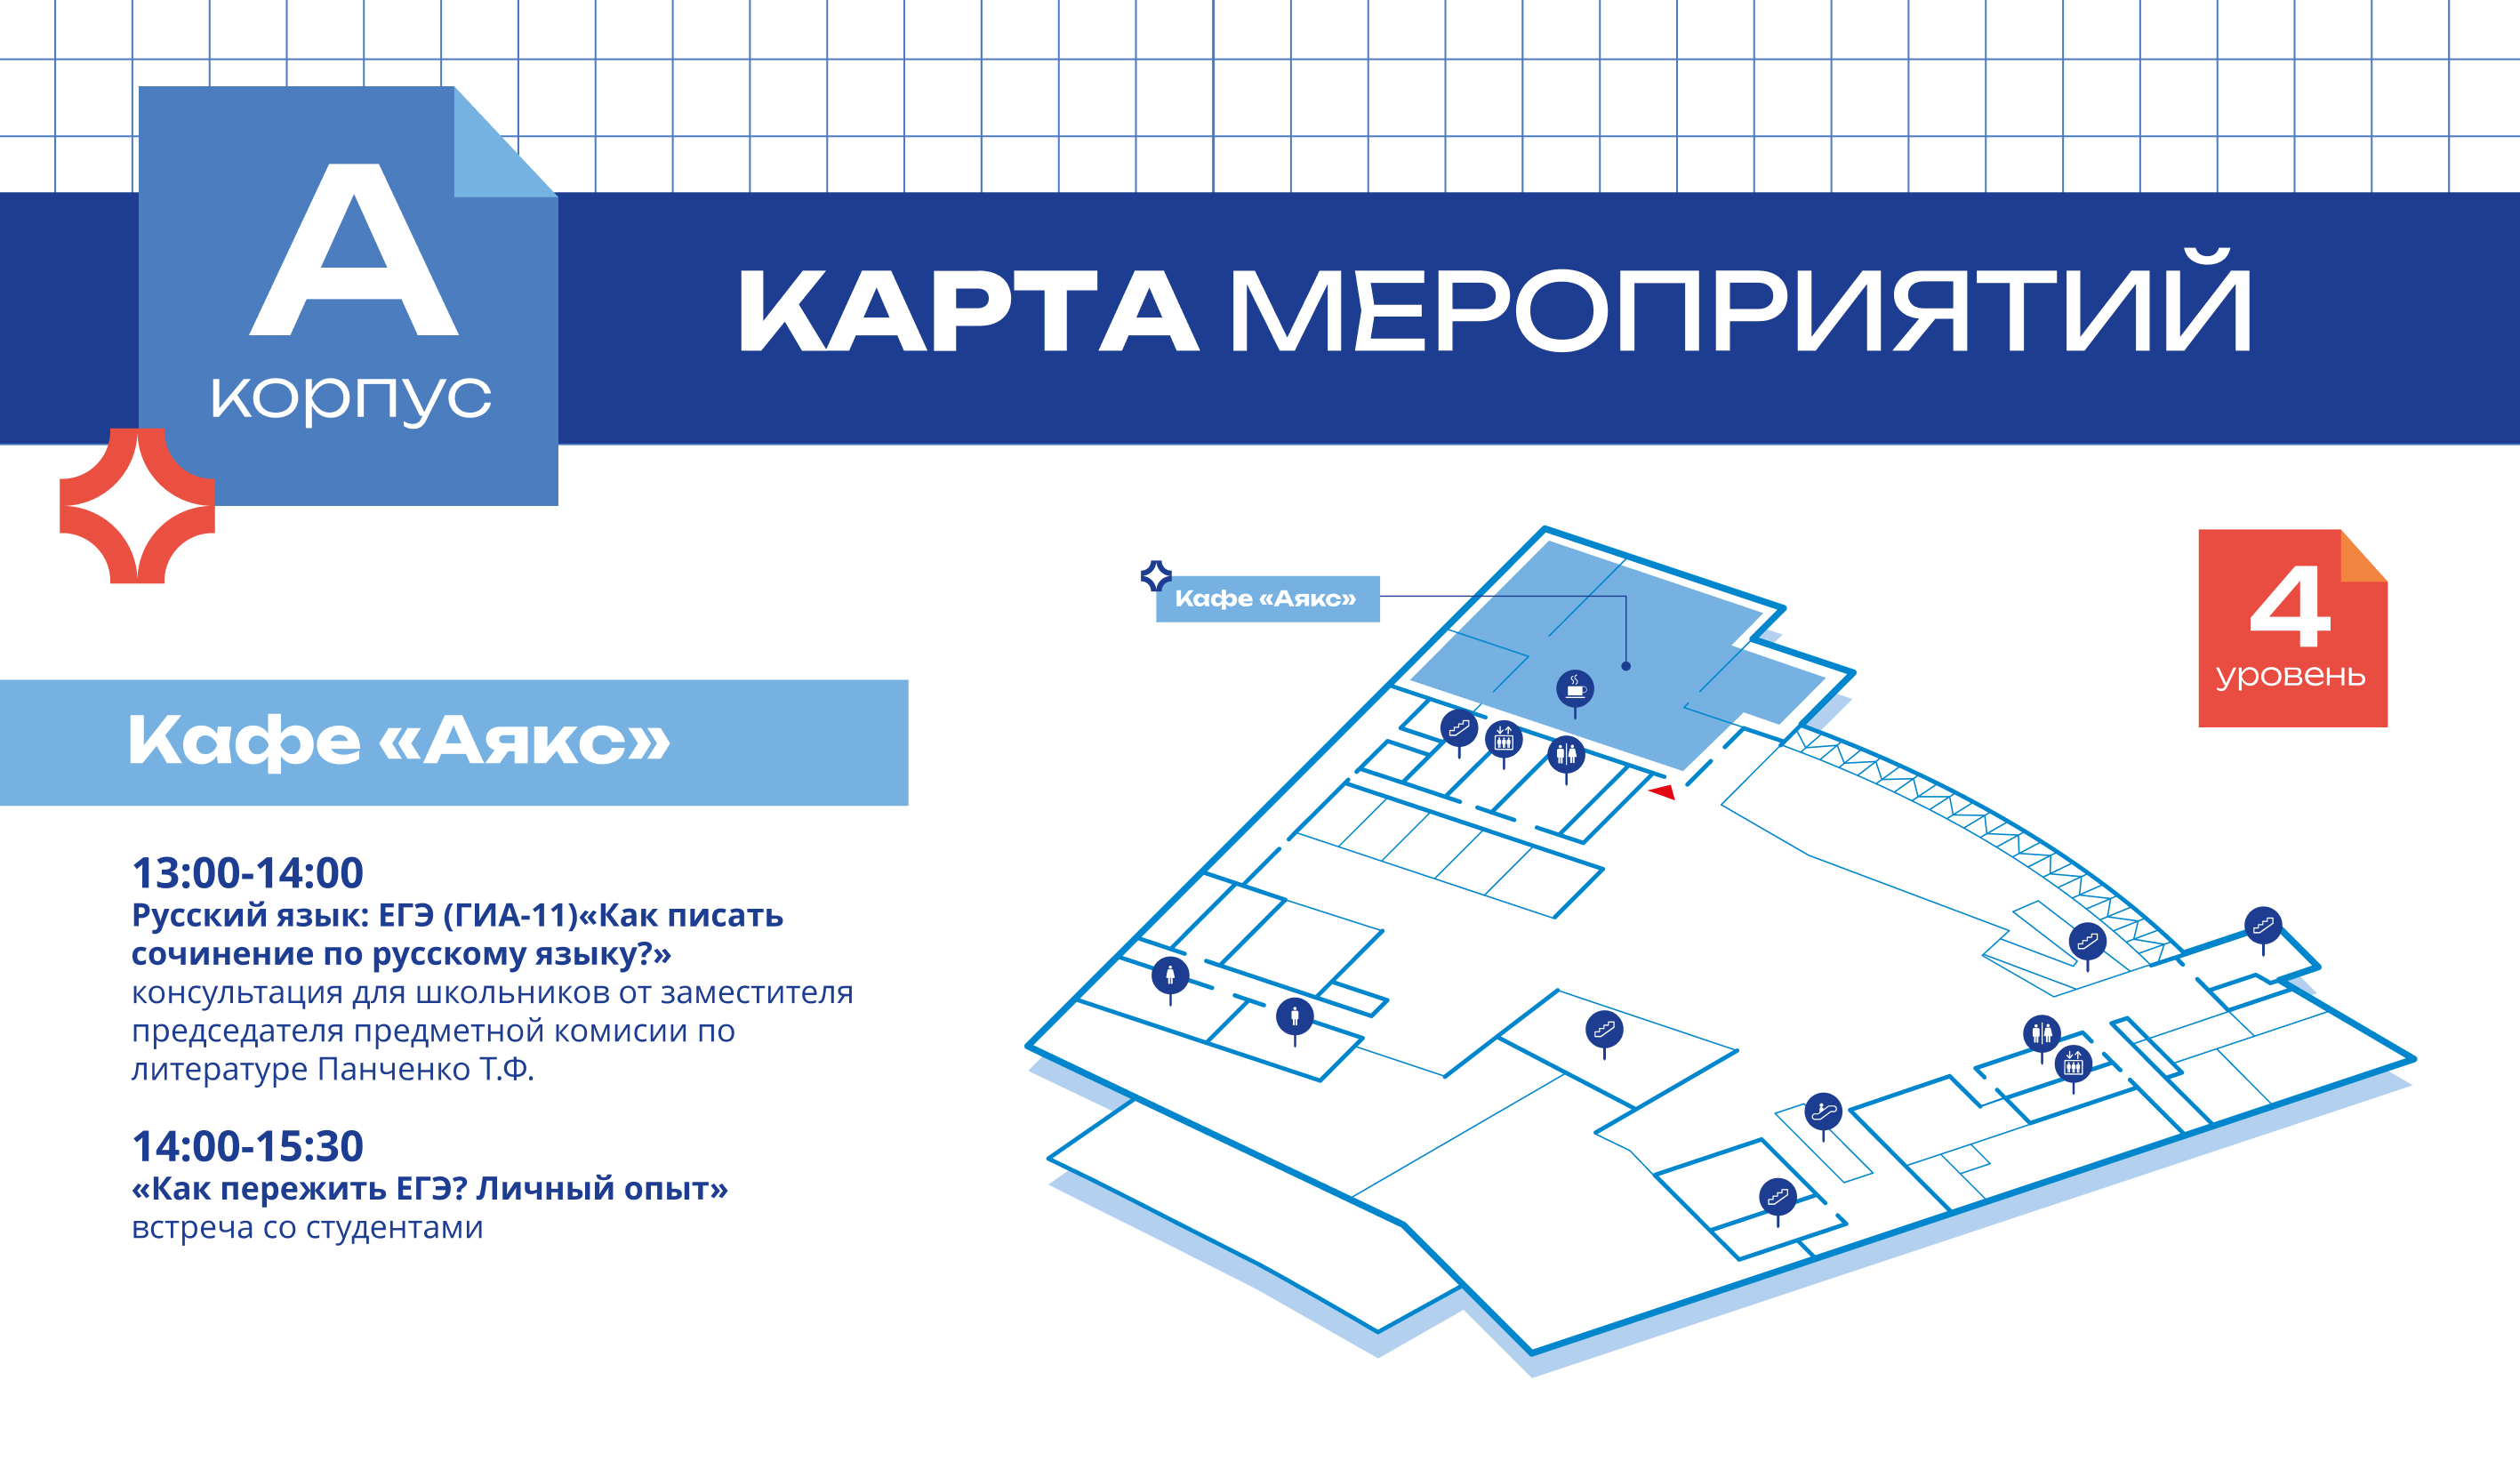 А
корпус
КАРТА МЕРОПРИЯТИЙ
4
уровень
Кафе «Аякс»
Кафе «Аякс»
13:00-14:00
Русский язык: ЕГЭ (ГИА-11)«Как писать
сочинение по русскому языку?»
консультация для школьников от заместителя
председателя предметной комисии по
литературе Панченко Т.Ф.
14:00-15:30
«Как пережить ЕГЭ? Личный опыт»
встреча со студентами